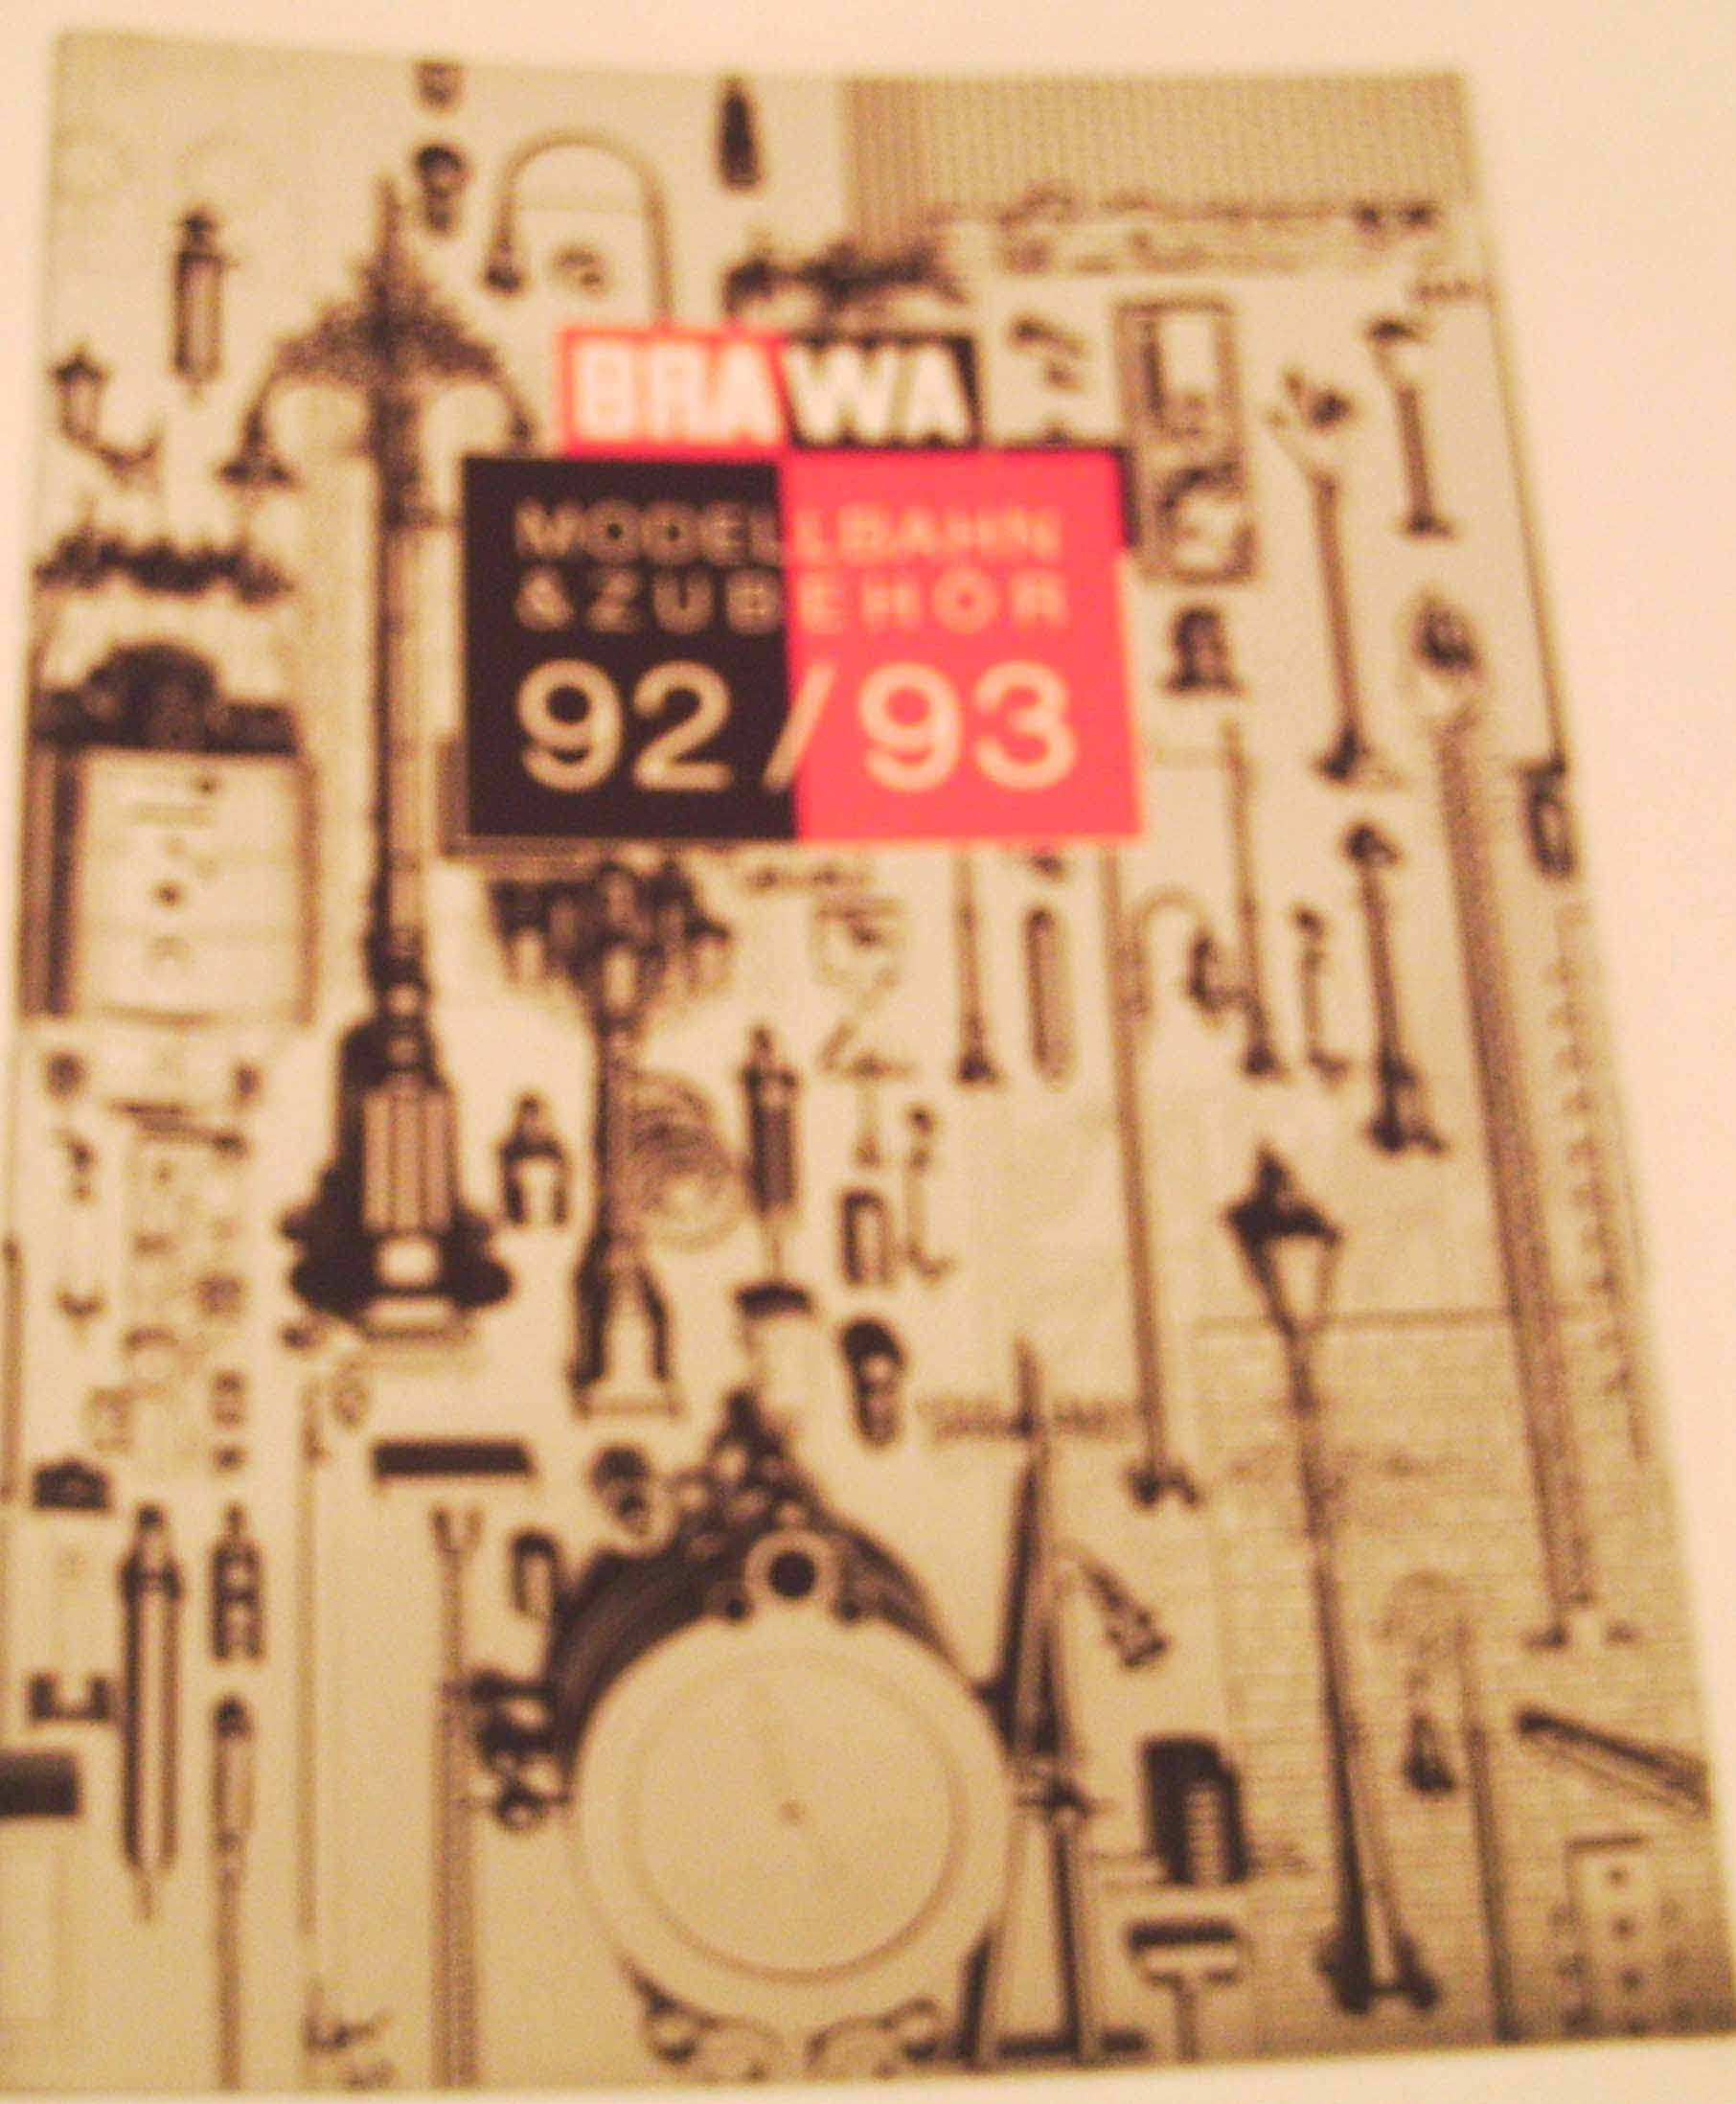 BRAWA
MODELLBAHN
&ZUBEHÖR
92/93